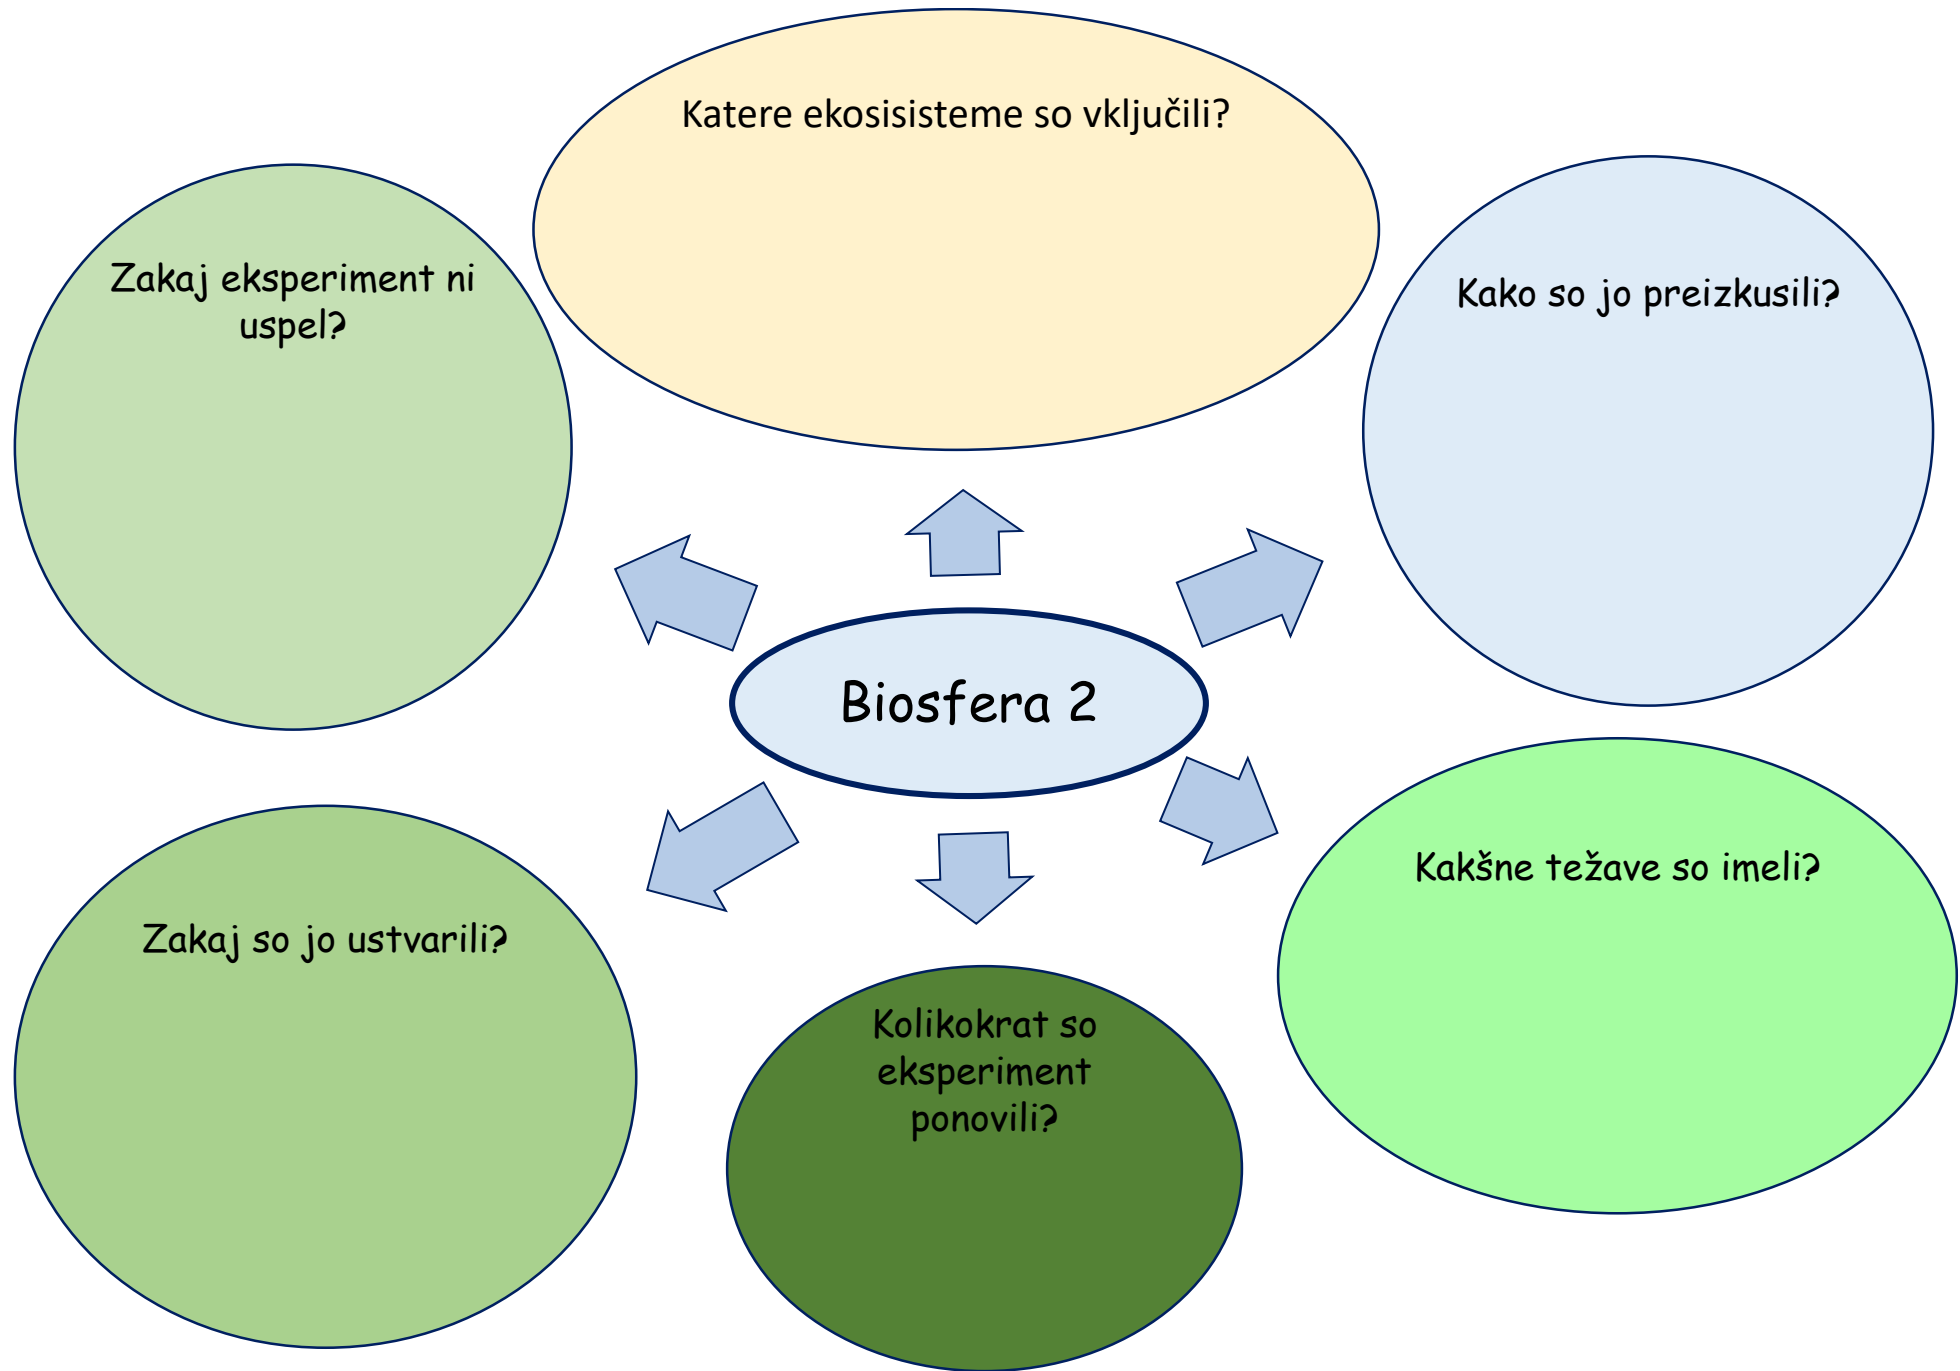 Katere ekosisisteme so vključili?
Zakaj eksperiment ni
uspel?
Kako so jo preizkusili?
Biosfera 2
Kakšne težave so imeli?
Zakaj so jo ustvarili?
Kolikokrat so
eksperiment
ponovili?